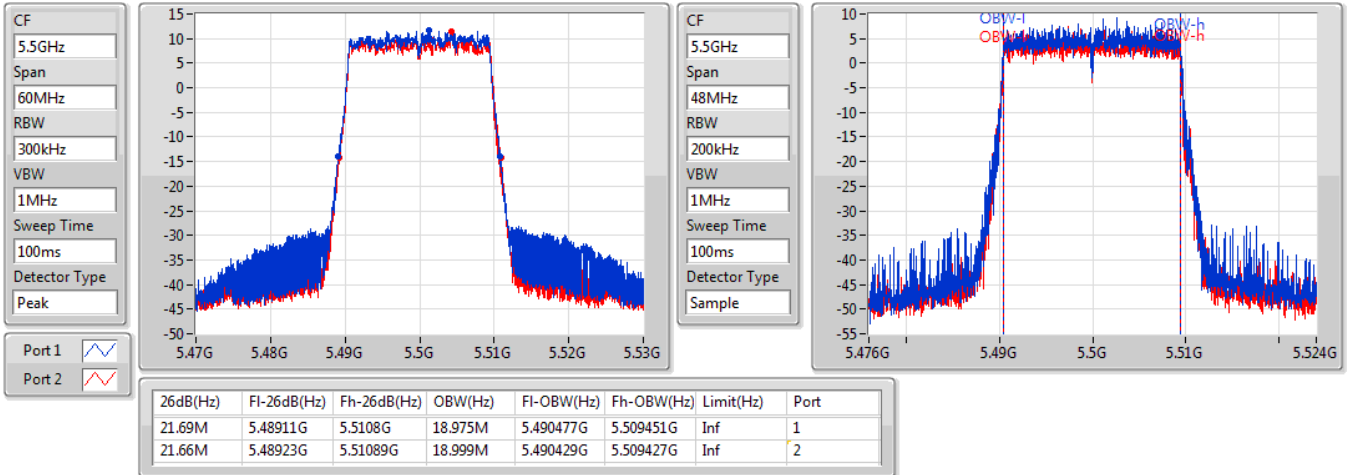 CF
5.5GHz
Span
60MHz
RBW
300kHz
VBW
1MHz
Sweep Time
100ms
Detector Type
Peak
Port 1
Port 2
15-
10-
5-
0-
-5-
-10-
-15-
-20-
-25-
-30-
-35-
-40-
-45-
-50-
5.47G 5.48G 5.49G 5.5G 5.51G 5.52G 5.53G
CF
5.5GHz
Span
48MHz
RBW
200kHz
VBW
1MHz
Sweep Time
100ms
Detector Type
Sample
10-
5-
0-
-5-
-10-
-15-
-20-
-25-
-30-
-35-
-40-
-45-
-50-
-55-
OBW-l OBW-h
OBW-h
5.476G 5.49G 5.5G 5.51G 5.524G
26dB(Hz) Fl-26dB(Hz) Fh-26dB(Hz) OBW(Hz) Fl-OBW(Hz) Fh-OBW(Hz) Limit(Hz) Port
21.69M 5.48911G 5.5108G 18.975M 5.490477G 5.509451G Inf 1
21.66M 5.48923G 5.51089G 18.999M 5.490429G 5.509427G Inf 2